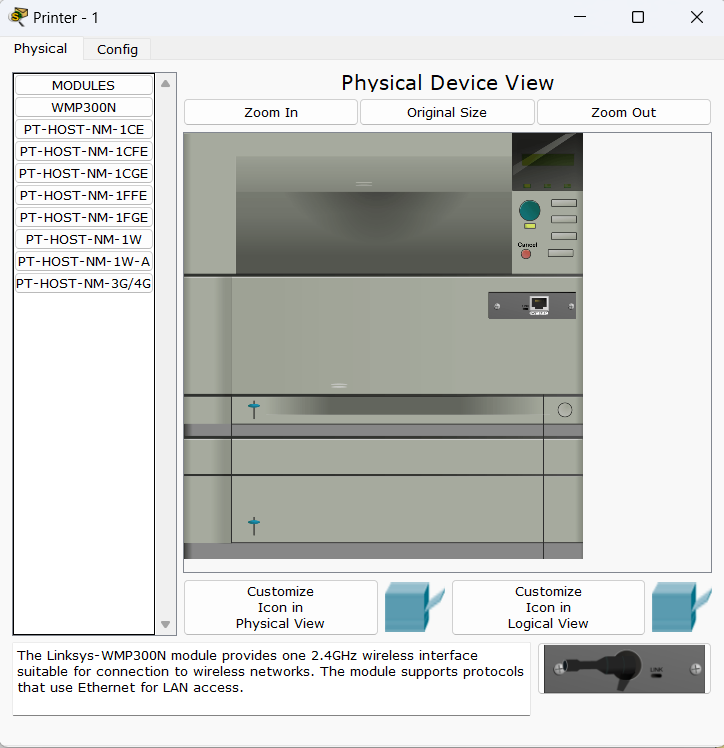 Printer - 1
Physical
Config
MODULES
WMP300N
PT-HOST-NM-1CE
PT-HOST-NM-1CFE
PT-HOST-NM-1CGE
PT-HOST-NM-1FFE
PT-HOST-NM-1FGE
PT-HOST-NM-1W
PT-HOST-NM-1W-A
PT-HOST-NM-3G/4G
Physical Device View
Zoom In
Original Size
Zoom Out
Cancel
Customize
Icon in
Physical View
Customize
Icon in
Logical View
The Linksys-WMP300N module provides one 2.4GHz wireless interface
suitable for connection to wireless networks. The module supports protocols
that use Ethernet for LAN access.
LINK